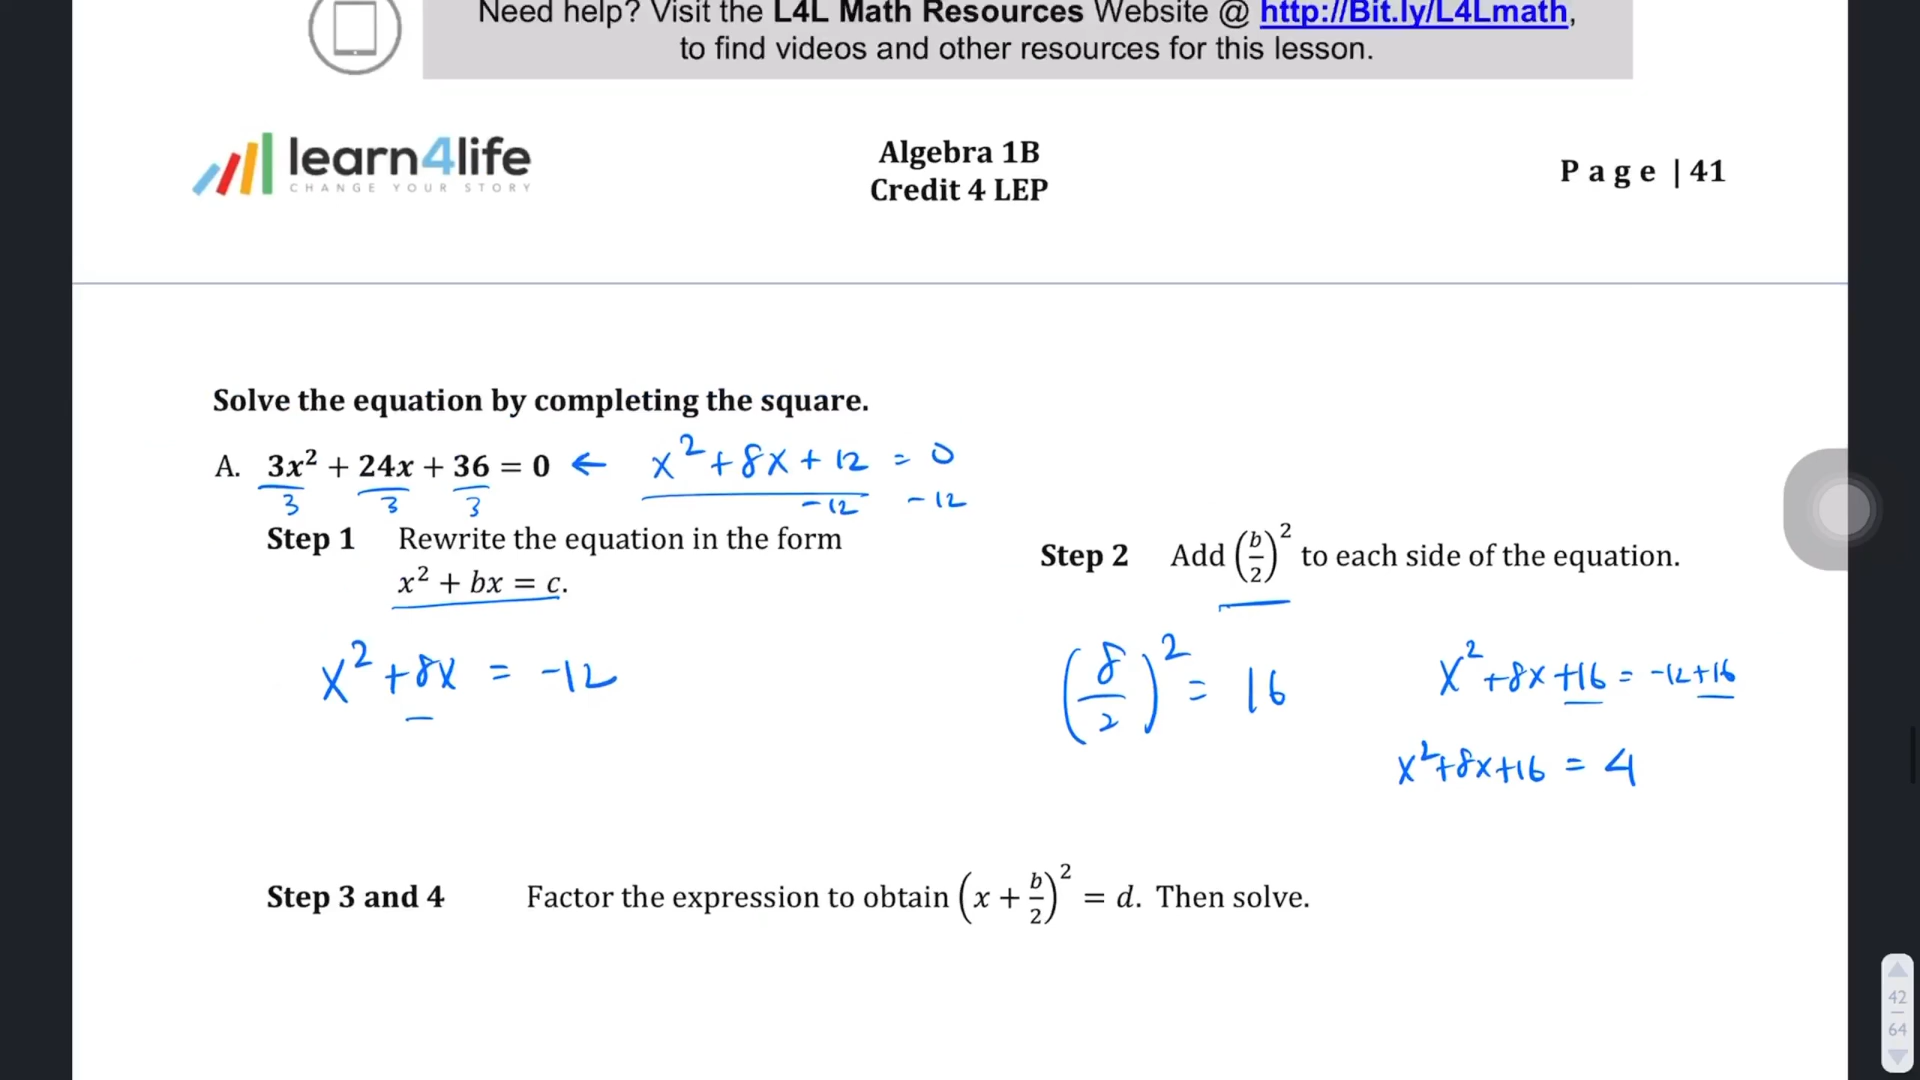 Need help? Visit the L4L Math Resources Website @ http://Bit.ly/L4Lmath,
to find videos and other resources for this lesson.
learn4life
CHANGE YOUR STORY
Algebra 1B
Credit 4 LEP
Page | 41
Solve the equation by completing the square.
A. 3x² + 24x + 36 = 0 ← x² + 8x + 12 = 0
3 3 3 -12 -12
Step 1 Rewrite the equation in the form
x² + bx = c.
Step 2 Add (b/2)² to each side of the equation.
x² + 8x = -12
(8/2)² = 16
x² + 8x + 16 = -12 + 16
x² + 8x + 16 = 4
Step 3 and 4 Factor the expression to obtain (x + b/2)² = d. Then solve.
42
64